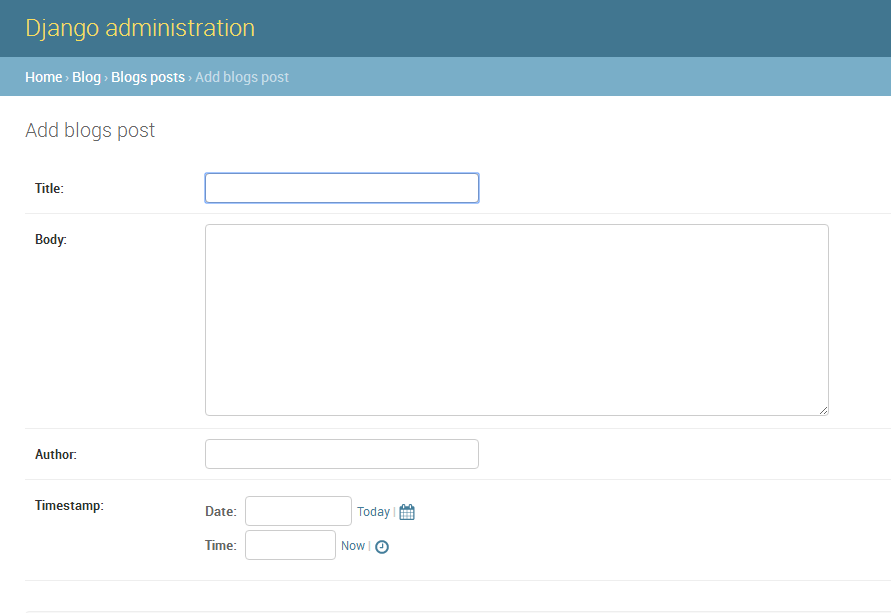 Django administration
Home › Blog › Blogs posts › Add blogs post
Add blogs post
Title:
Body:
Author:
Timestamp:
Date: Today |
Time: Now |